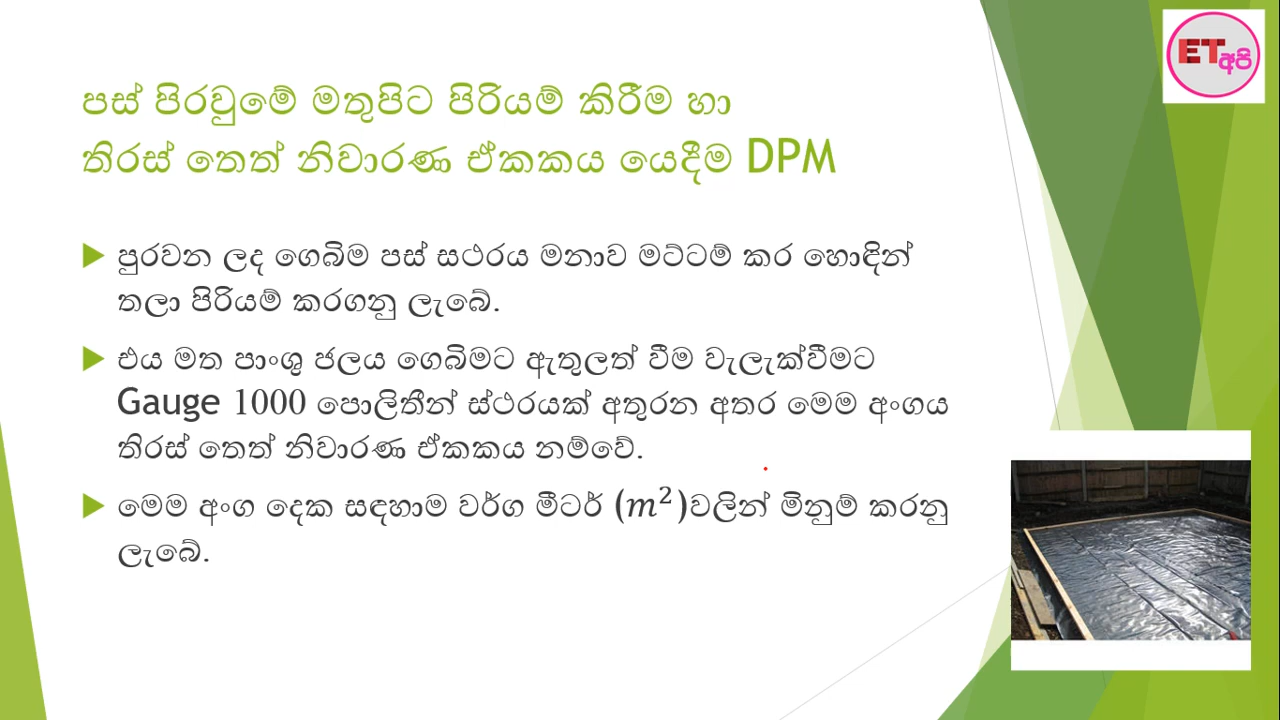 ET අපි
පස් පිරවුමේ මතුපිට පිරියම් කිරීම හා
තිරස් තෙත් නිවාරණ ඒකකය යෙදීම DPM
පුරවන ලද ගෙබිම පස් සථරය මනාව මට්ටම් කර හොඳින්
තලා පිරියම් කරගනු ලැබේ.
එය මත පාංශු ජලය ගෙබිමට ඇතුලත් වීම වැලැක්වීමට
Gauge 1000 පොලිතීන් ස්ථරයක් අතුරන අතර මෙම අංගය
තිරස් තෙත් නිවාරණ ඒකකය නම්වේ.
මෙම අංග දෙක සඳහාම වර්ග මීටර් (m²)වලින් මිනුම් කරනු
ලැබේ.